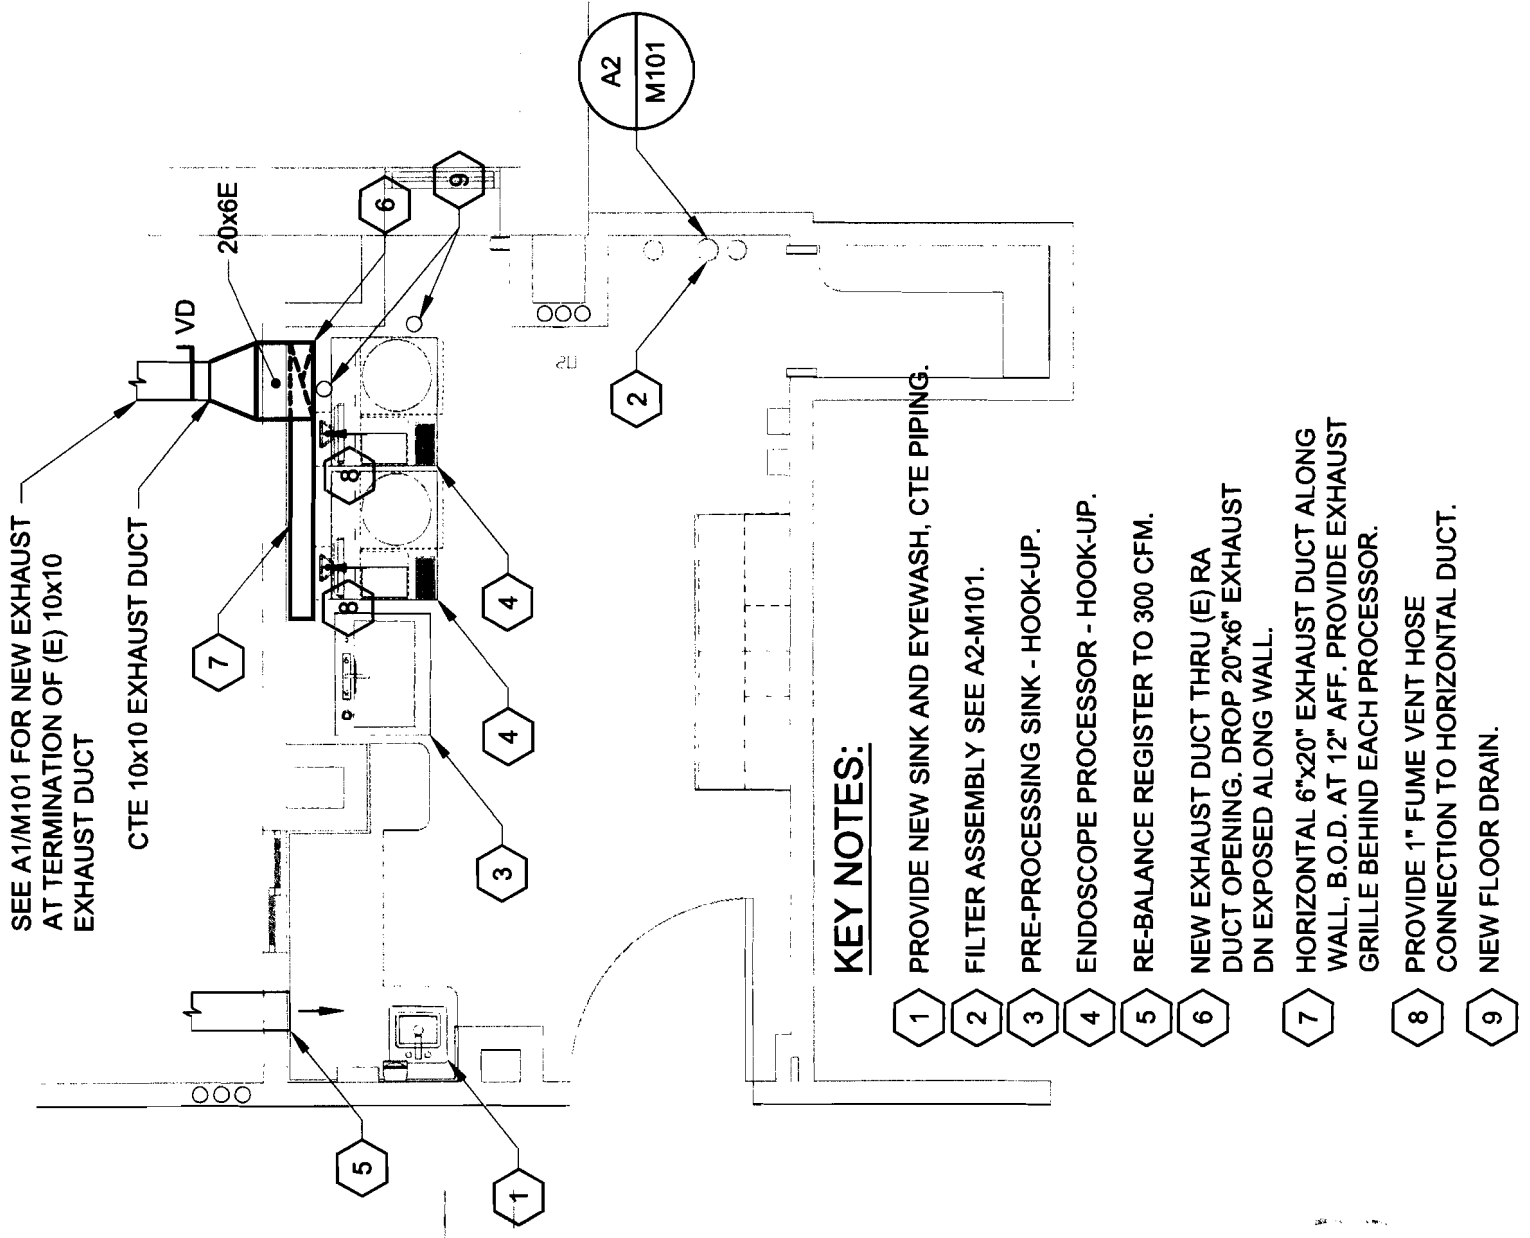 SEE A1/M101 FOR NEW EXHAUST
AT TERMINATION OF (E) 10x10
EXHAUST DUCT
CTE 10x10 EXHAUST DUCT
VD
20x6E
A2
M101
6
9
7
8
8
4
4
3
2
5
1
KEY NOTES:
1 PROVIDE NEW SINK AND EYEWASH, CTE PIPING.
2 FILTER ASSEMBLY SEE A2-M101.
3 PRE-PROCESSING SINK - HOOK-UP.
4 ENDOSCOPE PROCESSOR - HOOK-UP.
5 RE-BALANCE REGISTER TO 300 CFM.
6 NEW EXHAUST DUCT THRU (E) RA
DUCT OPENING. DROP 20"x6" EXHAUST
DN EXPOSED ALONG WALL.
7 HORIZONTAL 6"x20" EXHAUST DUCT ALONG
WALL, B.O.D. AT 12" AFF. PROVIDE EXHAUST
GRILLE BEHIND EACH PROCESSOR.
8 PROVIDE 1" FUME VENT HOSE
CONNECTION TO HORIZONTAL DUCT.
9 NEW FLOOR DRAIN.